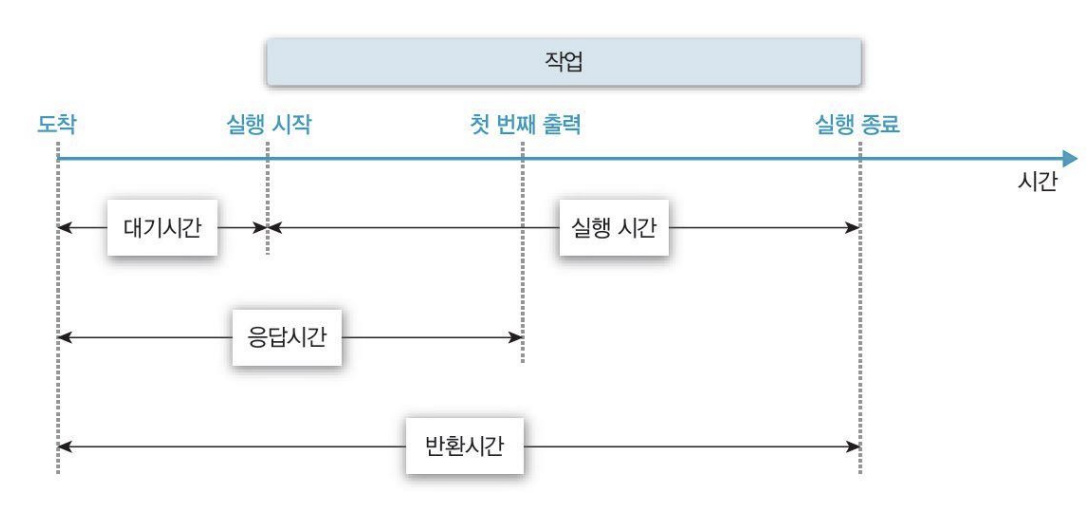 작업
도착
실행 시작
첫 번째 출력
실행 종료
시간
대기시간
실행 시간
응답시간
반환시간